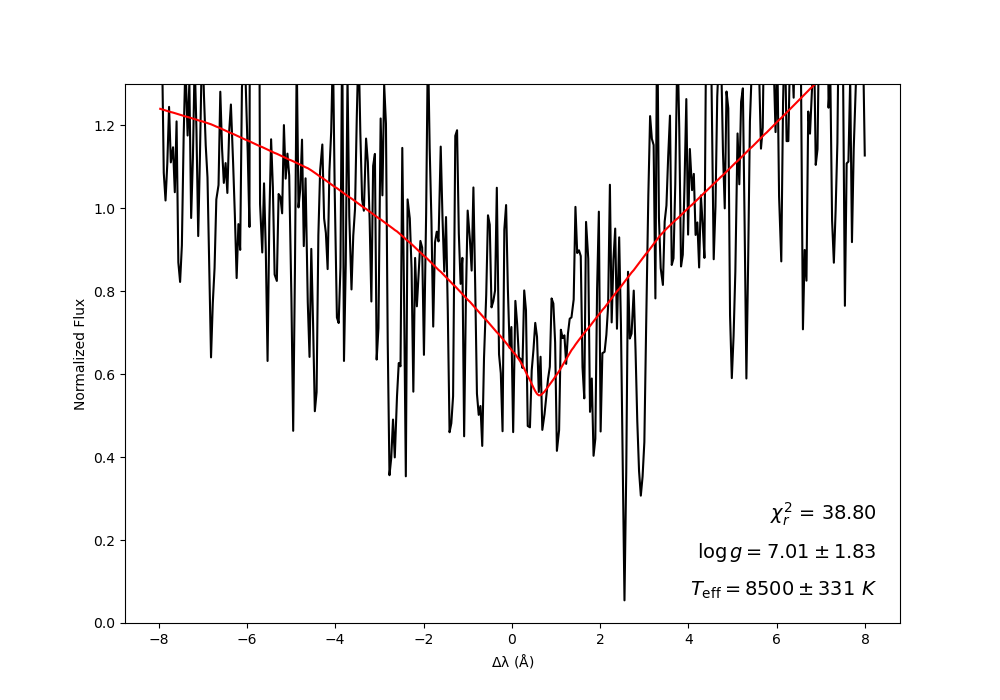 1.2
1.0
0.8
0.6
0.4
0.2
0.0
Normalized Flux
χ²ᵣ = 38.80
log g = 7.01 ± 1.83
T_eff = 8500 ± 331 K
−8 −6 −4 −2 0 2 4 6 8
Δλ (Å)